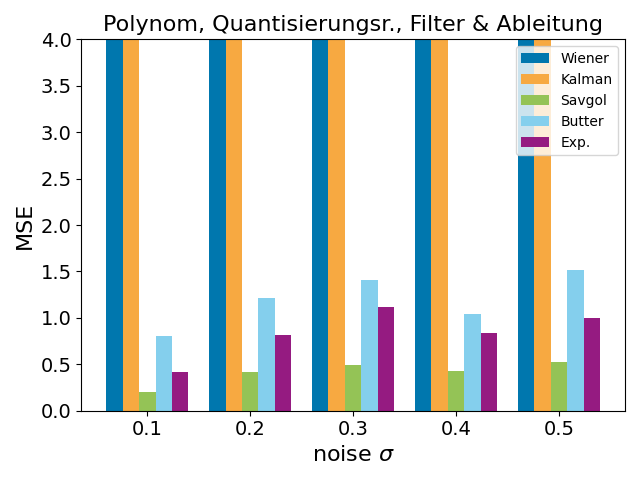 Polynom, Quantisierungsr., Filter & Ableitung
4.0
3.5
3.0
2.5
2.0
1.5
1.0
0.5
0.0
MSE
Wiener
Kalman
Savgol
Butter
Exp.
0.1 0.2 0.3 0.4 0.5
noise σ